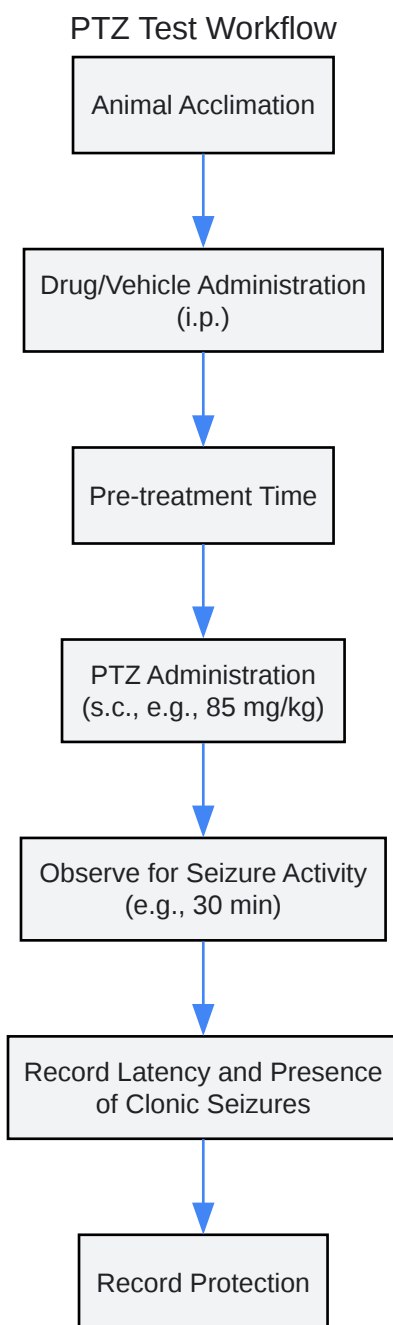 PTZ Test Workflow
Animal Acclimation
Drug/Vehicle Administration
(i.p.)
Pre-treatment Time
PTZ Administration
(s.c., e.g., 85 mg/kg)
Observe for Seizure Activity
(e.g., 30 min)
Record Latency and Presence
of Clonic Seizures
Record Protection